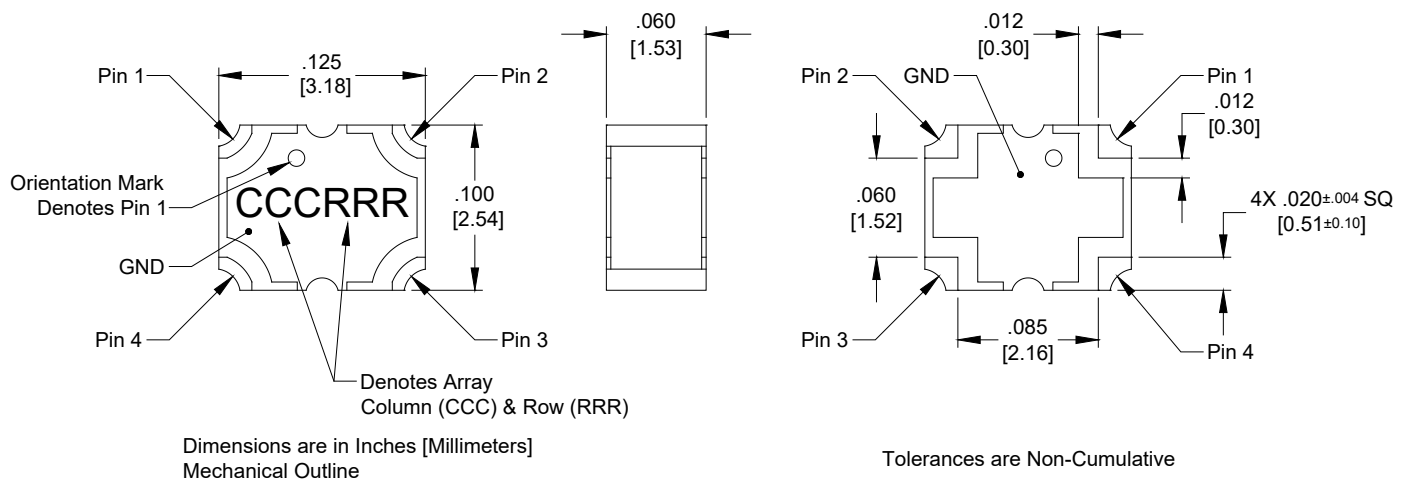 .125
[3.18]
Pin 1
Pin 2
.100
[2.54]
Orientation Mark
Denotes Pin 1
CCCRRR
GND
Pin 4
Pin 3
Denotes Array
Column (CCC) & Row (RRR)
Dimensions are in Inches [Millimeters]
Mechanical Outline
.060
[1.53]
.012
[0.30]
Pin 2
GND
Pin 1
.012
[0.30]
.060
[1.52]
4X .020±.004 SQ
[0.51±0.10]
.085
[2.16]
Pin 3
Pin 4
Tolerances are Non-Cumulative